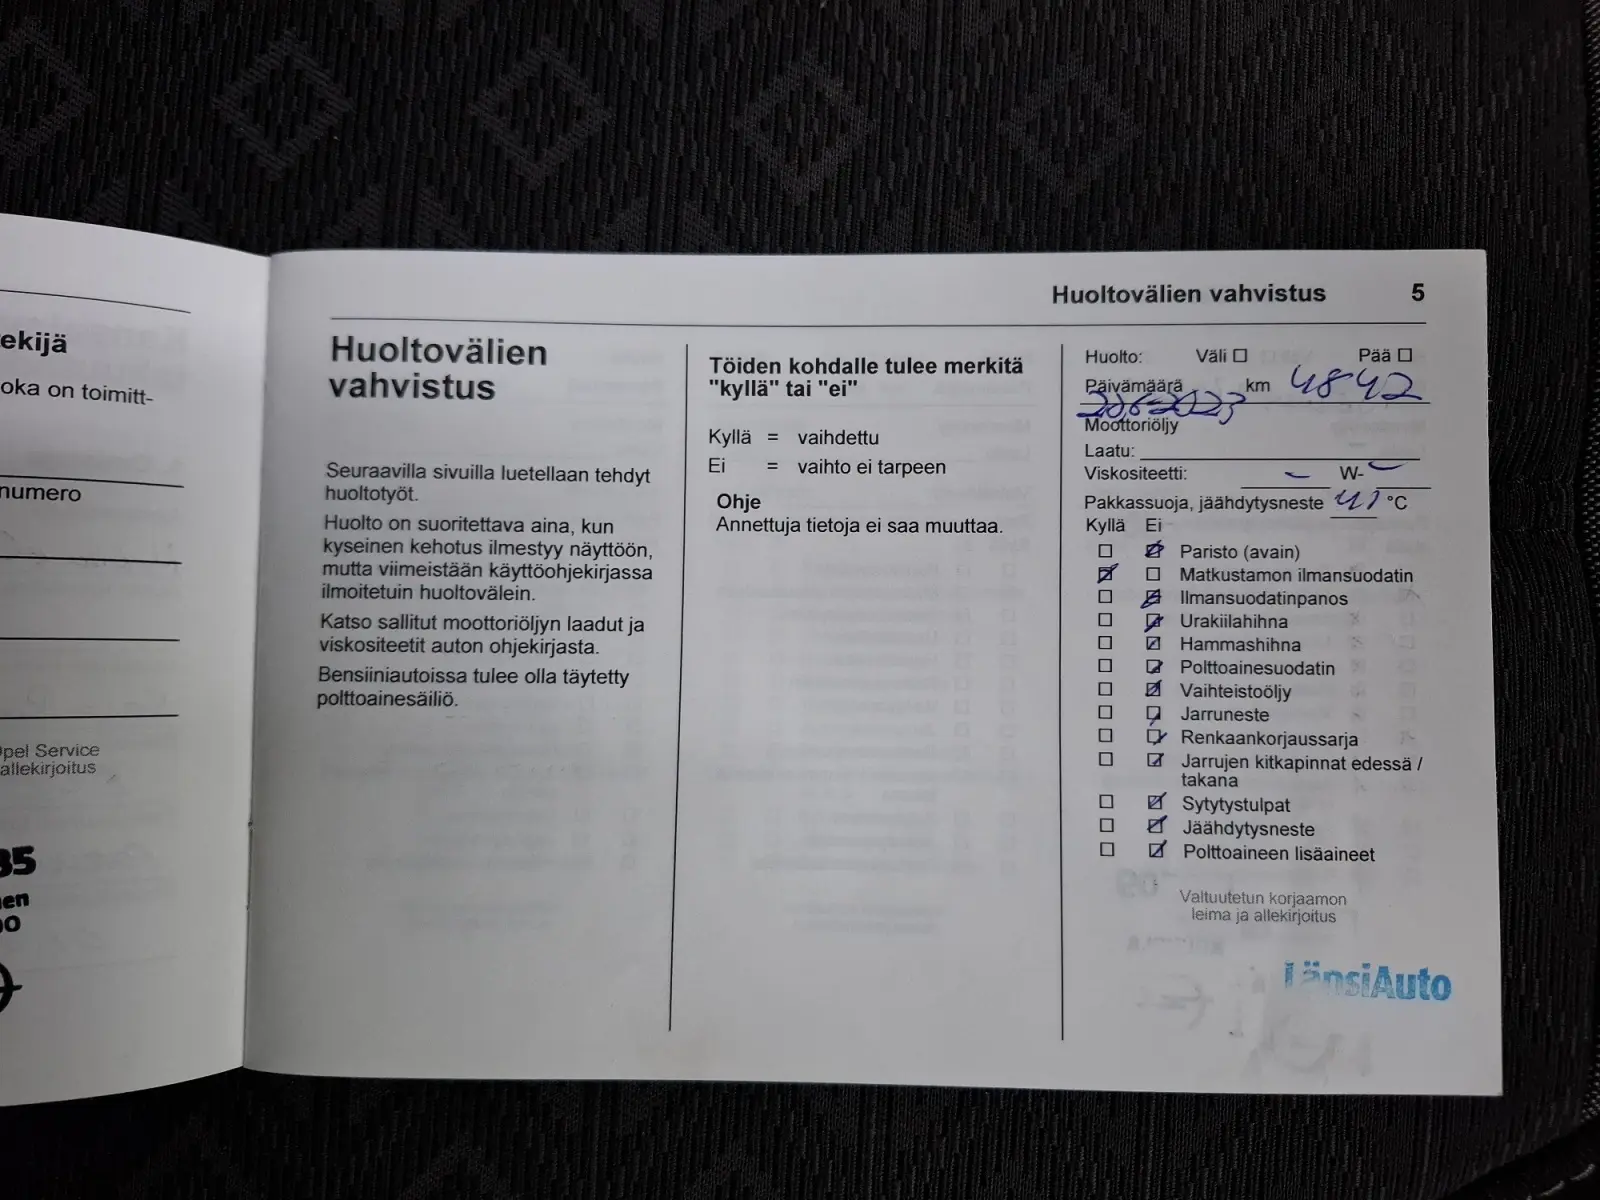 ekijä
oka on toimitt-
numero
pel Service
allekirjoitus
35
Huoltovälien vahvistus 5
Huoltovälien
vahvistus
Seuraavilla sivuilla luetellaan tehdyt
huoltotyöt.
Huolto on suoritettava aina, kun
kyseinen kehotus ilmestyy näyttöön,
mutta viimeistään käyttöohjekirjassa
ilmoitetuin huoltovälein.
Katso sallitut moottoriöljyn laadut ja
viskositeetit auton ohjekirjasta.
Bensiiniautoissa tulee olla täytetty
polttoainesäiliö.
Töiden kohdalle tulee merkitä
"kyllä" tai "ei"
Kyllä = vaihdettu
Ei = vaihto ei tarpeen
Ohje
Annettuja tietoja ei saa muuttaa.
Huolto: Väli Pää
Päivämäärä km 4842
Moottoriöljy
Laatu:
Viskositeetti: – W- –
Pakkassuoja, jäähdytysneste 41 °C
Kyllä Ei
Paristo (avain)
Matkustamon ilmansuodatin
Ilmansuodatinpanos
Urakiilahihna
Hammashihna
Polttoainesuodatin
Vaihteistoöljy
Jarruneste
Renkaankorjaussarja
Jarrujen kitkapinnat edessä /
takana
Sytytystulpat
Jäähdytysneste
Polttoaineen lisäaineet
Valtuutetun korjaamon
leima ja allekirjoitus
LänsiAuto